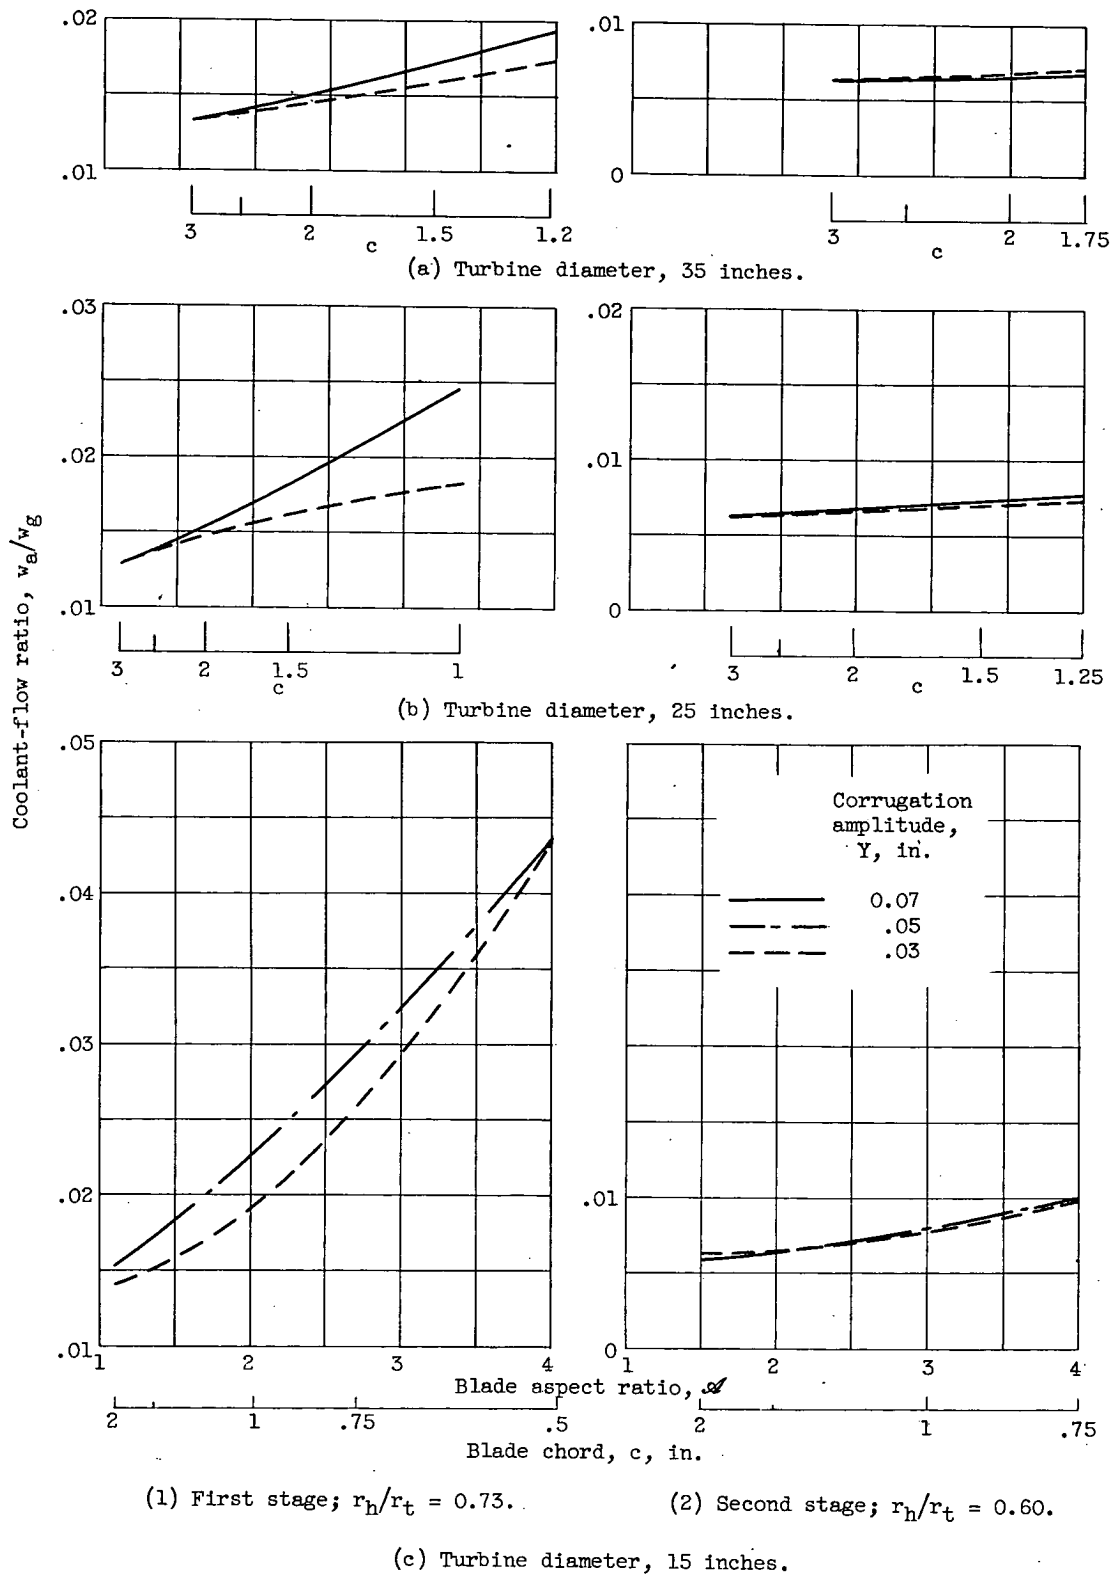 Coolant-flow ratio, wa/wg
.02
.01
3 2 1.5 1.2
c
.01
0
3 2 1.75
c
(a) Turbine diameter, 35 inches.
.03
.02
.01
3 2 1.5 1
c
.02
.01
0
3 2 1.5 1.25
c
(b) Turbine diameter, 25 inches.
.05
.04
.03
.02
.01
1 2 3 4
Corrugation
amplitude,
Y, in.
0.07
.05
.03
.01
0
1 2 3 4
Blade aspect ratio, A
2 1 .75 .5
2 1 .75
Blade chord, c, in.
(1) First stage; rh/rt = 0.73.
(2) Second stage; rh/rt = 0.60.
(c) Turbine diameter, 15 inches.